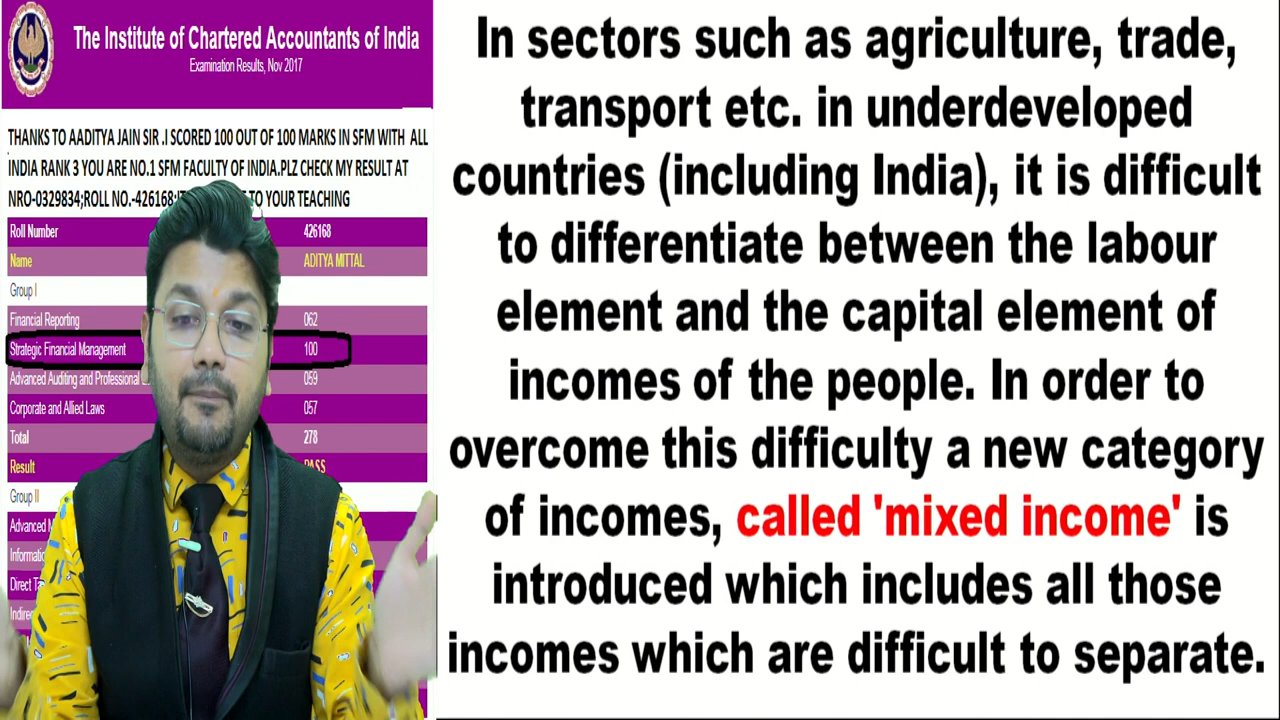 The Institute of Chartered Accountants of India
Examination Results, Nov 2017
THANKS TO AADITYA JAIN SIR .I SCORED 100 OUT OF 100 MARKS IN SFM WITH ALL
INDIA RANK 3 YOU ARE NO.1 SFM FACULTY OF INDIA.PLZ CHECK MY RESULT AT
NRO-0329834;ROLL NO.-426168; TO YOUR TEACHING
Roll Number 426168
Name ADITYA MITTAL
Group I
Financial Reporting 062
Strategic Financial Management 100
Advanced Auditing and Professional 059
Corporate and Allied Laws 057
Total 278
Result PASS
Group II
Advanced
Direct
In sectors such as agriculture, trade,
transport etc. in underdeveloped
countries (including India), it is difficult
to differentiate between the labour
element and the capital element of
incomes of the people. In order to
overcome this difficulty a new category
of incomes, called 'mixed income' is
introduced which includes all those
incomes which are difficult to separate.